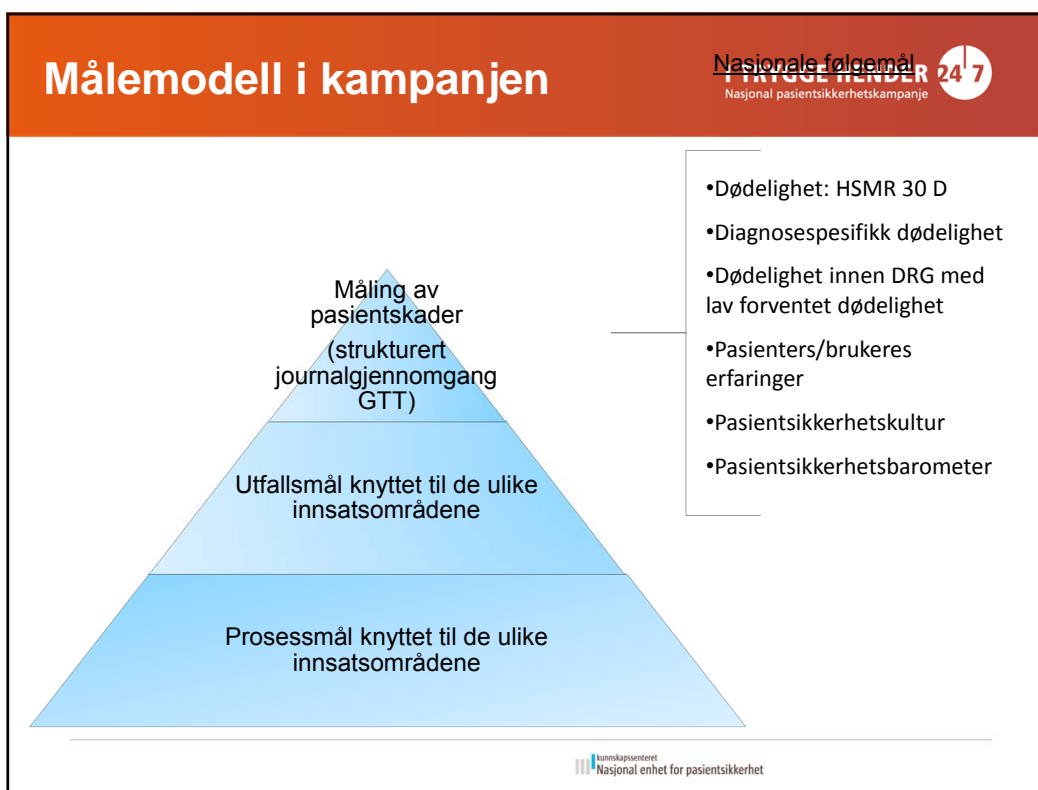 Målemodell i kampanjen
Nasjonale følgemål
I TRYGGE HENDER 24 7
Nasjonal pasientsikkerhetskampanje
•Dødelighet: HSMR 30 D
•Diagnosespesifikk dødelighet
•Dødelighet innen DRG med
lav forventet dødelighet
•Pasienters/brukeres
erfaringer
•Pasientsikkerhetskultur
•Pasientsikkerhetsbarometer
Måling av
pasientskader
(strukturert
journalgjennomgang
GTT)
Utfallsmål knyttet til de ulike
innsatsområdene
Prosessmål knyttet til de ulike
innsatsområdene
kunnskapssenteret
Nasjonal enhet for pasientsikkerhet